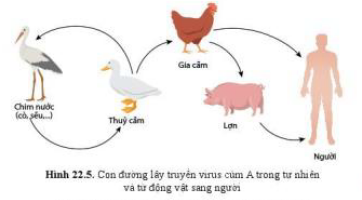 Gia cầm
Chim nước
(cò, sếu,...)
Thuỷ cầm
Lợn
Người
Hình 22.5. Con đường lây truyền virus cúm A trong tự nhiên
và từ động vật sang người